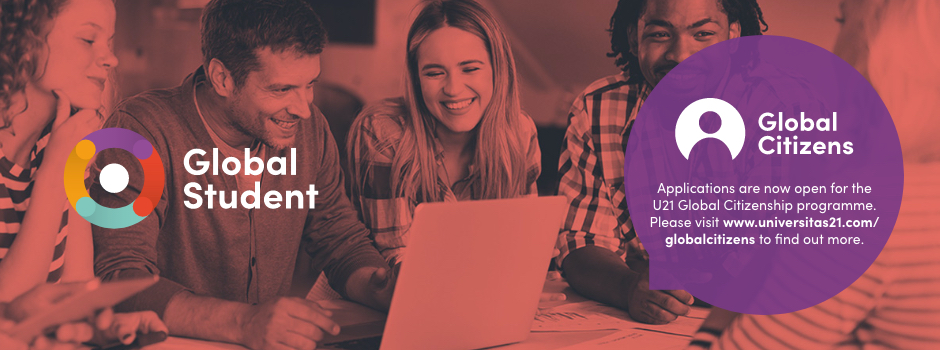 Global
Student
Global
Citizens
Applications are now open for the
U21 Global Citizenship programme.
Please visit www.universitas21.com/
globalcitizens to find out more.